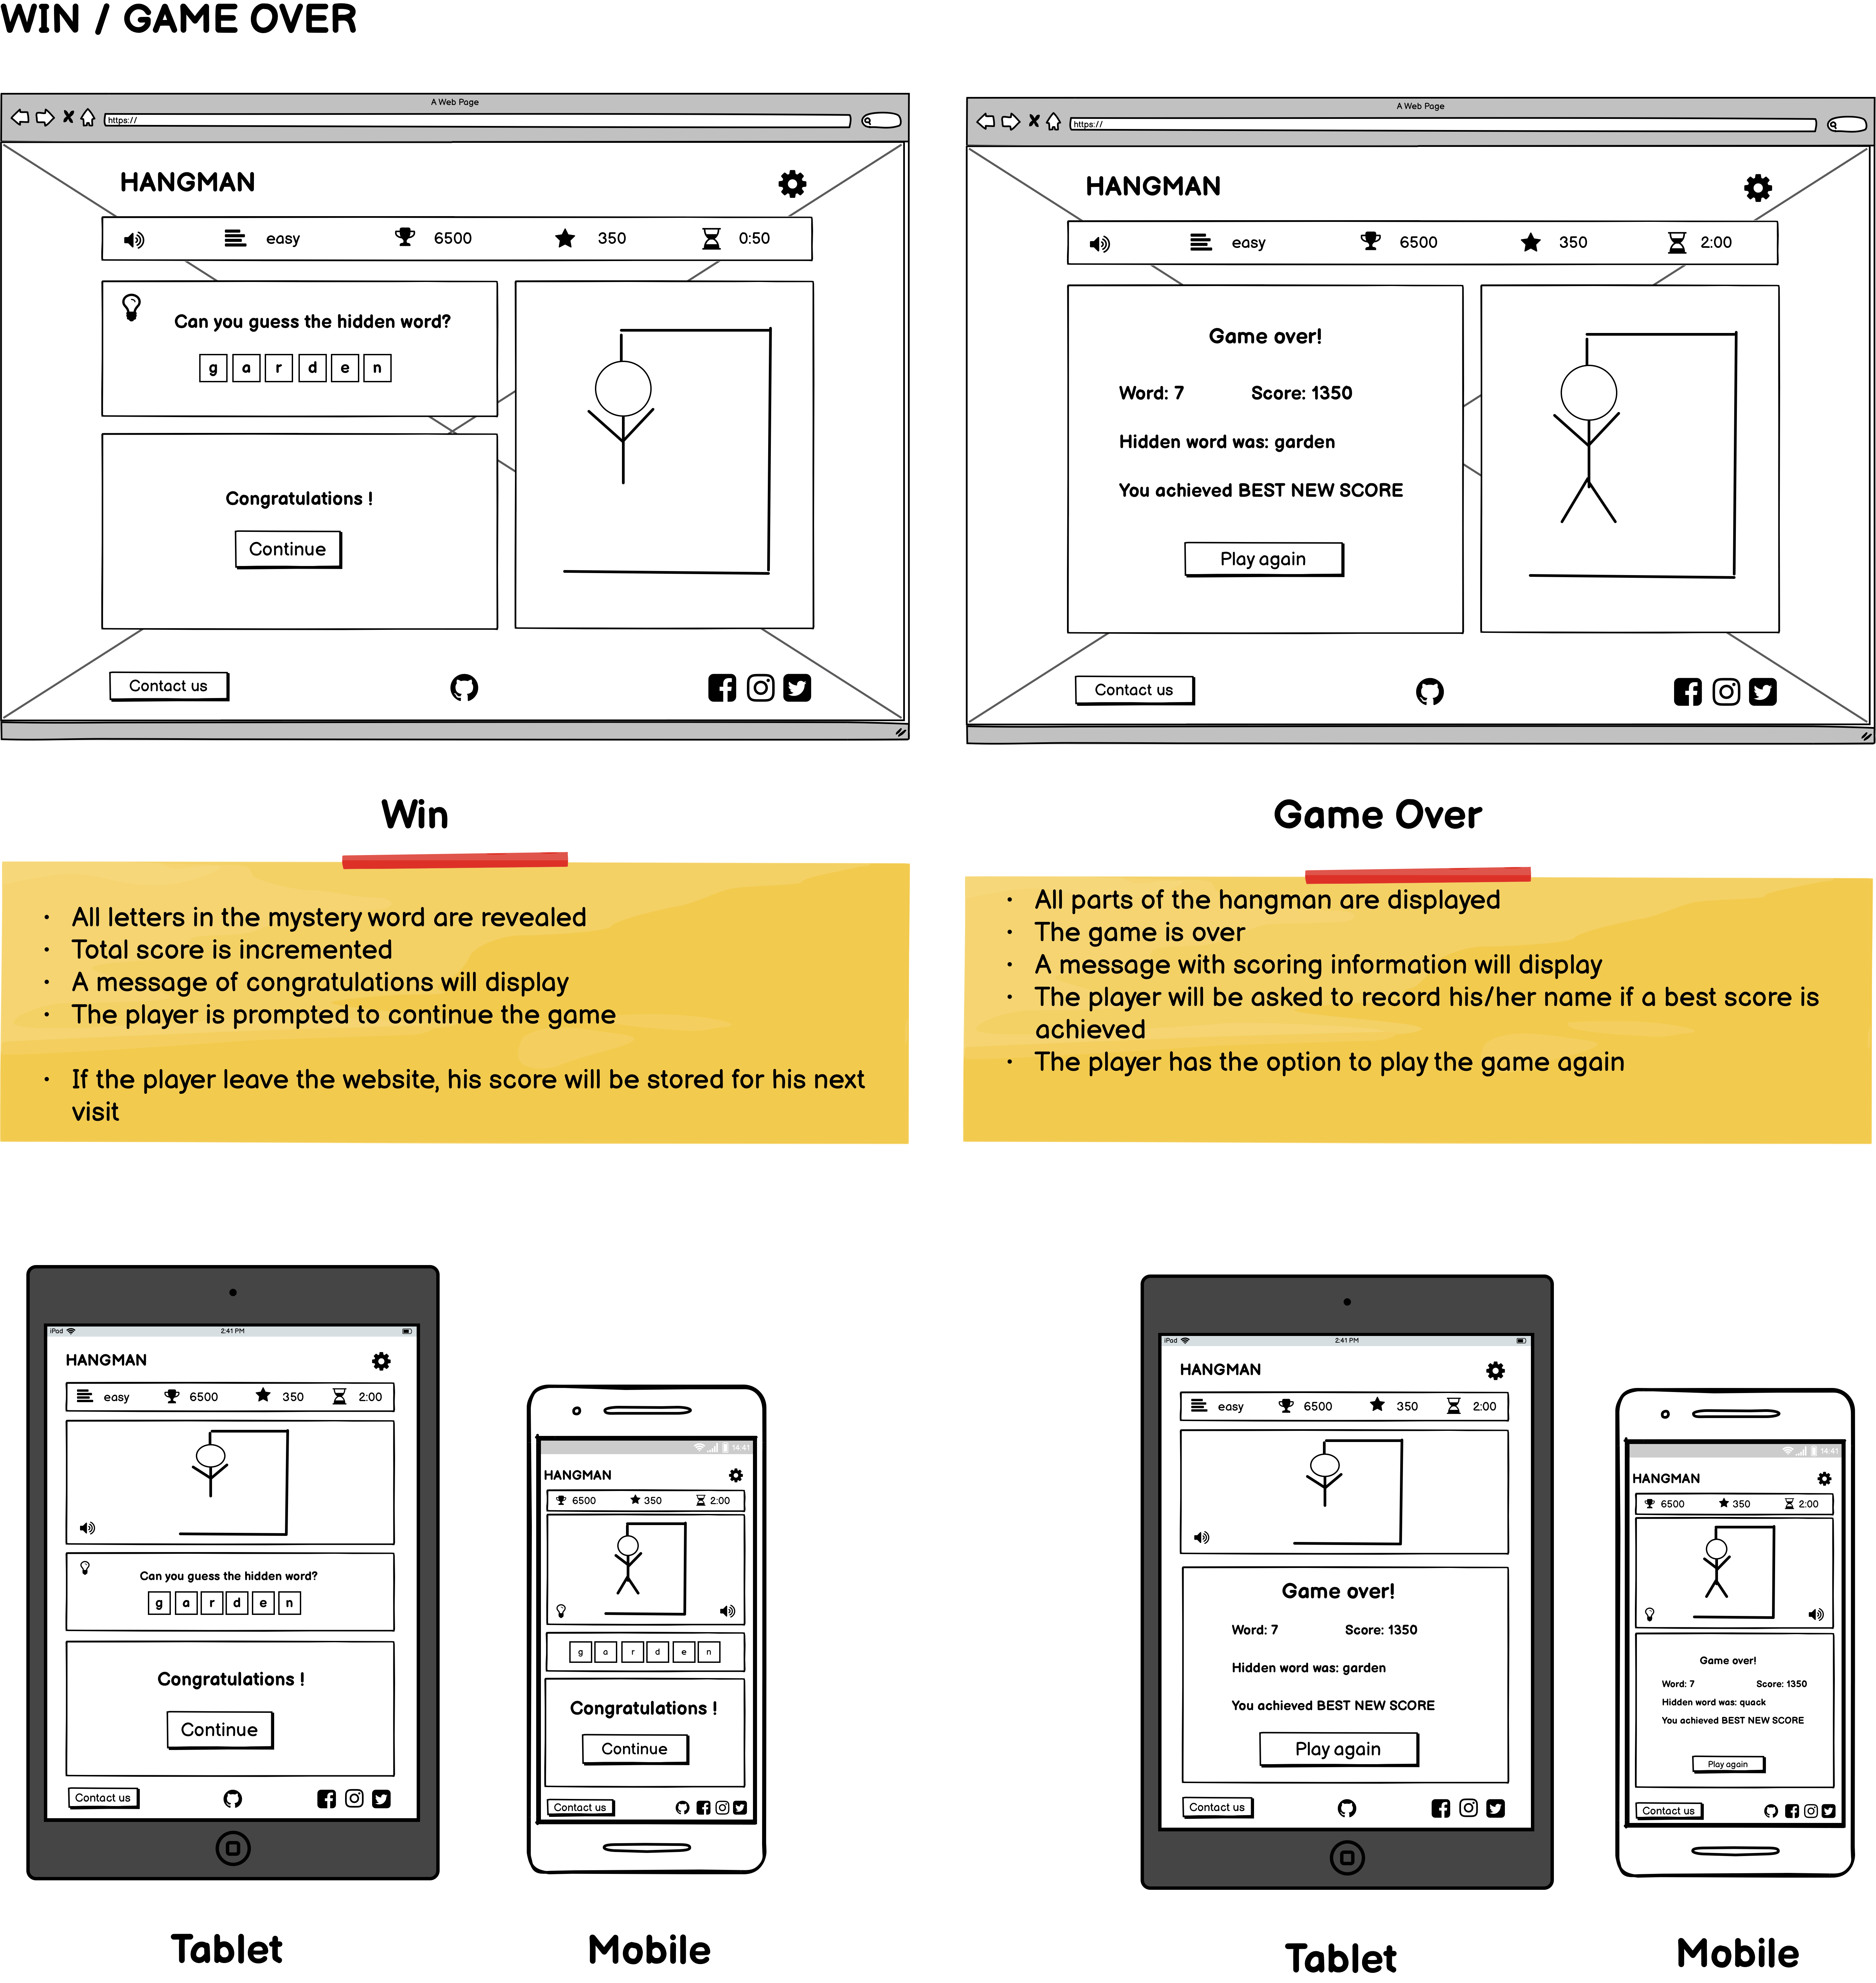 WIN / GAME OVER
A Web Page
https://
HANGMAN
easy 6500 350 0:50
Can you guess the hidden word?
g a r d e n
Congratulations !
Continue
Contact us
A Web Page
https://
HANGMAN
easy 6500 350 2:00
Game over!
Word: 7 Score: 1350
Hidden word was: garden
You achieved BEST NEW SCORE
Play again
Contact us
Win
• All letters in the mystery word are revealed
• Total score is incremented
• A message of congratulations will display
• The player is prompted to continue the game
• If the player leave the website, his score will be stored for his next
visit
Game Over
• All parts of the hangman are displayed
• The game is over
• A message with scoring information will display
• The player will be asked to record his/her name if a best score is
achieved
• The player has the option to play the game again
iPad 2:41 PM
HANGMAN
easy 6500 350 2:00
Can you guess the hidden word?
g a r d e n
Congratulations !
Continue
Contact us
Tablet
14:41
HANGMAN
6500 350 2:00
g a r d e n
Congratulations !
Continue
Contact us
Mobile
iPad 2:41 PM
HANGMAN
easy 6500 350 2:00
Game over!
Word: 7 Score: 1350
Hidden word was: garden
You achieved BEST NEW SCORE
Play again
Contact us
Tablet
14:41
HANGMAN
6500 350 2:00
Game over!
Word: 7 Score: 1350
Hidden word was: quack
You achieved BEST NEW SCORE
Play again
Contact us
Mobile